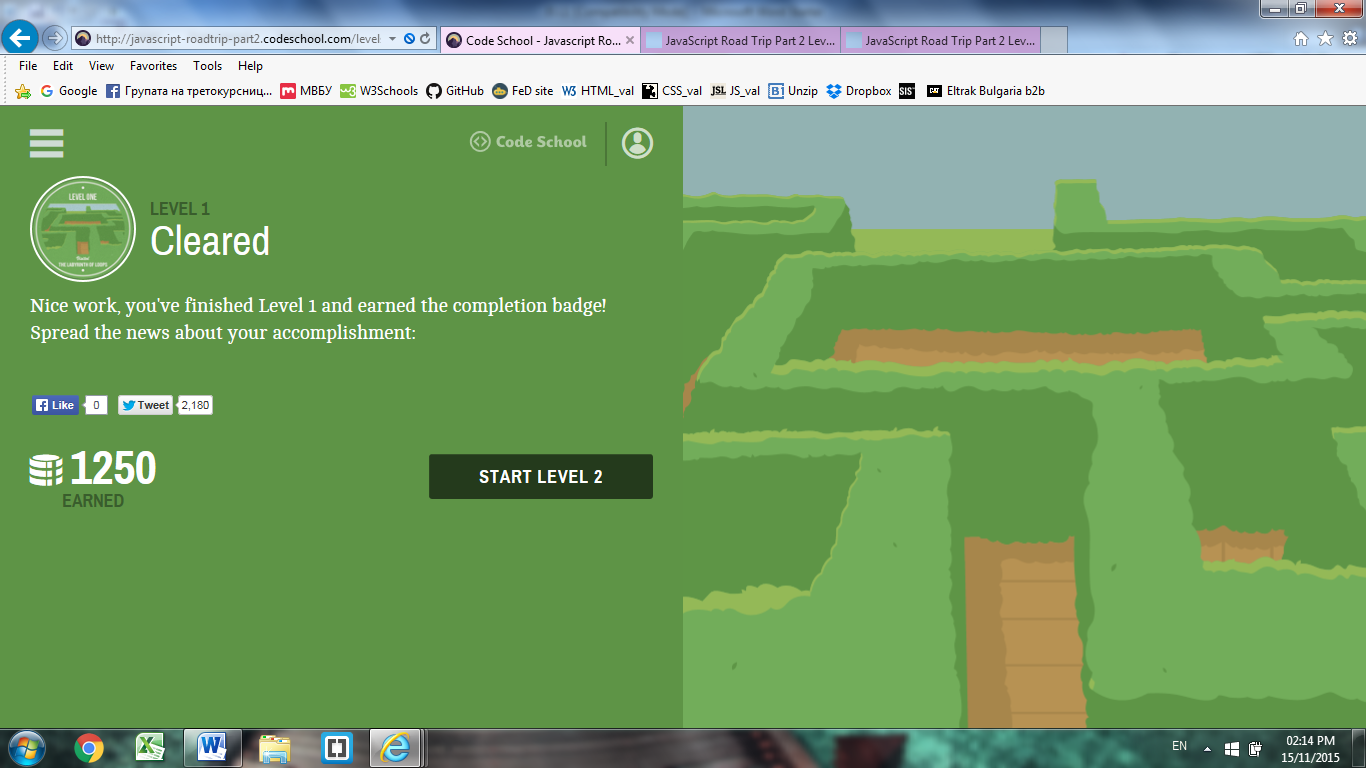 http://javascript-roadtrip-part2.codeschool.com/level
Code School - Javascript Ro...
JavaScript Road Trip Part 2 Lev...
JavaScript Road Trip Part 2 Lev...
File Edit View Favorites Tools Help
Google
Групата на третокурсниц...
МВБУ
W3Schools
GitHub
FeD site
W3 HTML_val
CSS_val
JSL JS_val
Unzip
Dropbox
SIS
CAT Eltrak Bulgaria b2b
Code School
LEVEL ONE
THE LABYRINTH OF LOOPS
LEVEL 1
Cleared
Nice work, you've finished Level 1 and earned the completion badge!
Spread the news about your accomplishment:
Like 0 Tweet 2,180
1250
EARNED
START LEVEL 2
EN
02:14 PM
15/11/2015